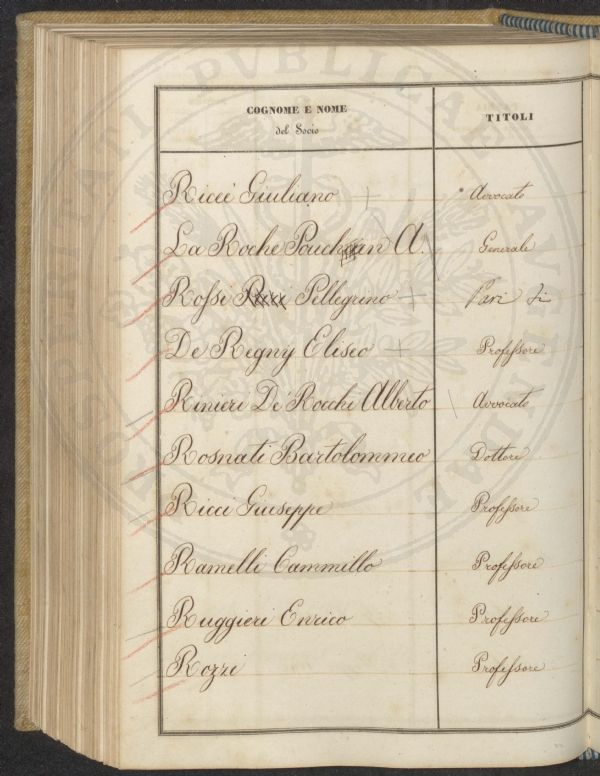 COGNOME E NOME
del Socio
TITOLI
Ricci Giuliano Avvocato
La Roche Pouchan A. Generale
Rossi Pellegrino Pari di
De Regny Eliseo Professore
Rinieri De' Rocchi Alberto Avvocato
Rosnati Bartolommeo Dottore
Ricci Giuseppe Professore
Ramelli Cammillo Professore
Ruggieri Enrico Professore
Rozzi Professore